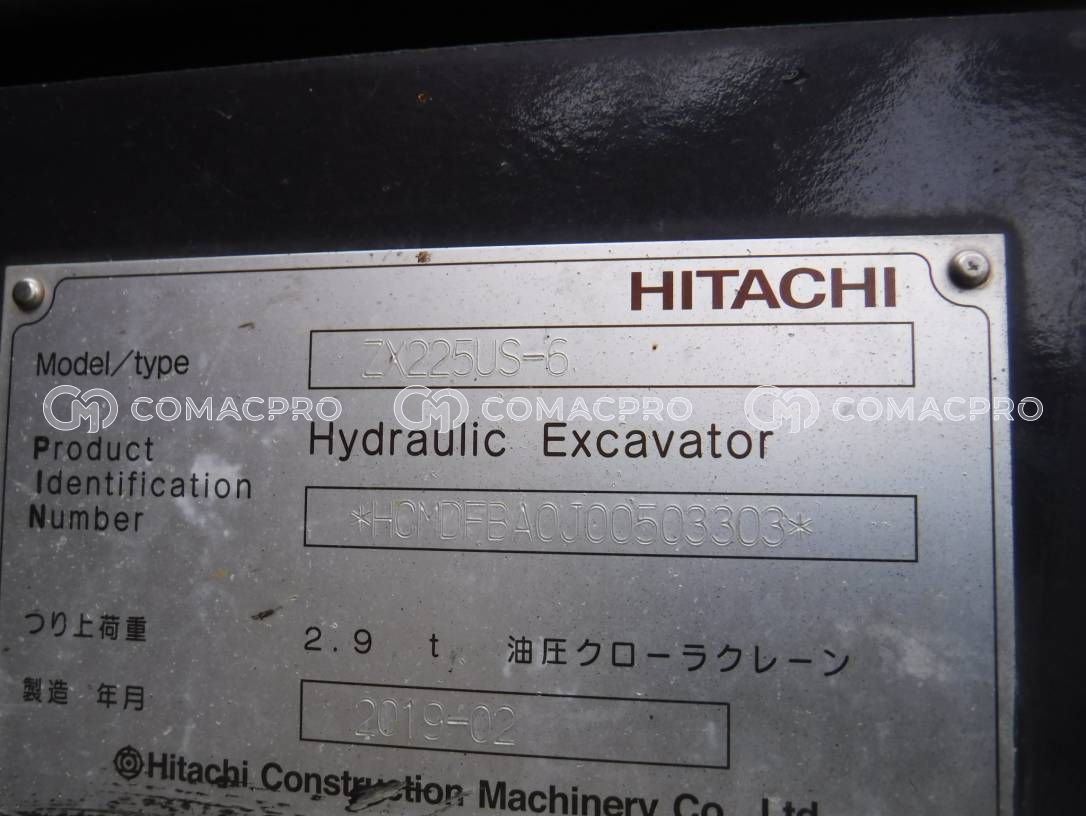 HITACHI
Model/type ZX225US-6
COMACPRO COMACPRO COMACPRO
Hydraulic Excavator
Product
Identification
Number
*HCMDFBA0J00503303*
つり上荷重 2.9 t 油圧クローラクレーン
製造 年月 2019-02
Hitachi Construction Machinery Co., Ltd.